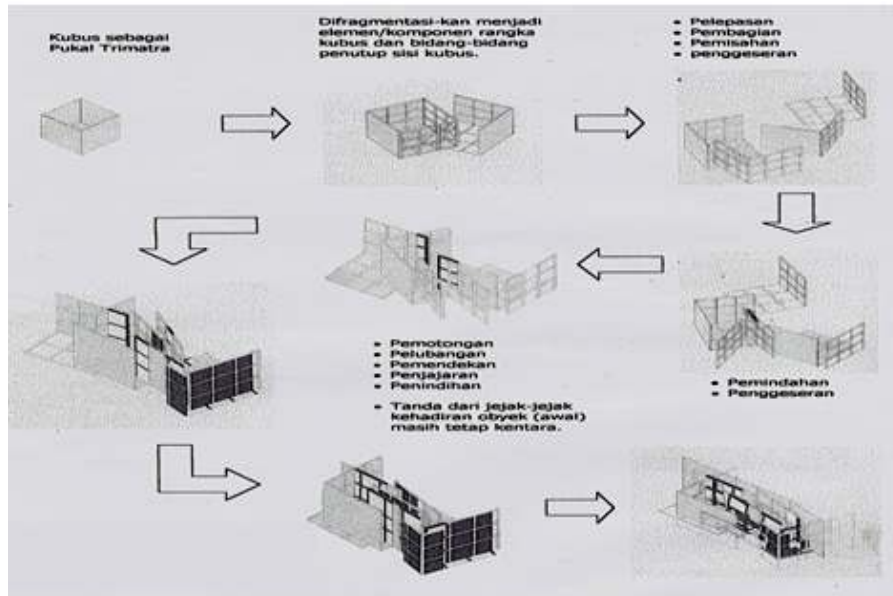 Kubus sebagai
Pukal Trimatra
Difragmentasi-kan menjadi
elemen/komponen rangka
kubus dan bidang-bidang
penutup sisi kubus.
• Pelepasan
• Pembagian
• Pemisahan
• penggeseran
• Pemotongan
• Pelubangan
• Pemendekan
• Penjajaran
• Penindihan
• Tanda dari jejak-jejak
kehadiran obyek (awal)
masih tetap kentara.
• Pemindahan
• Penggeseran